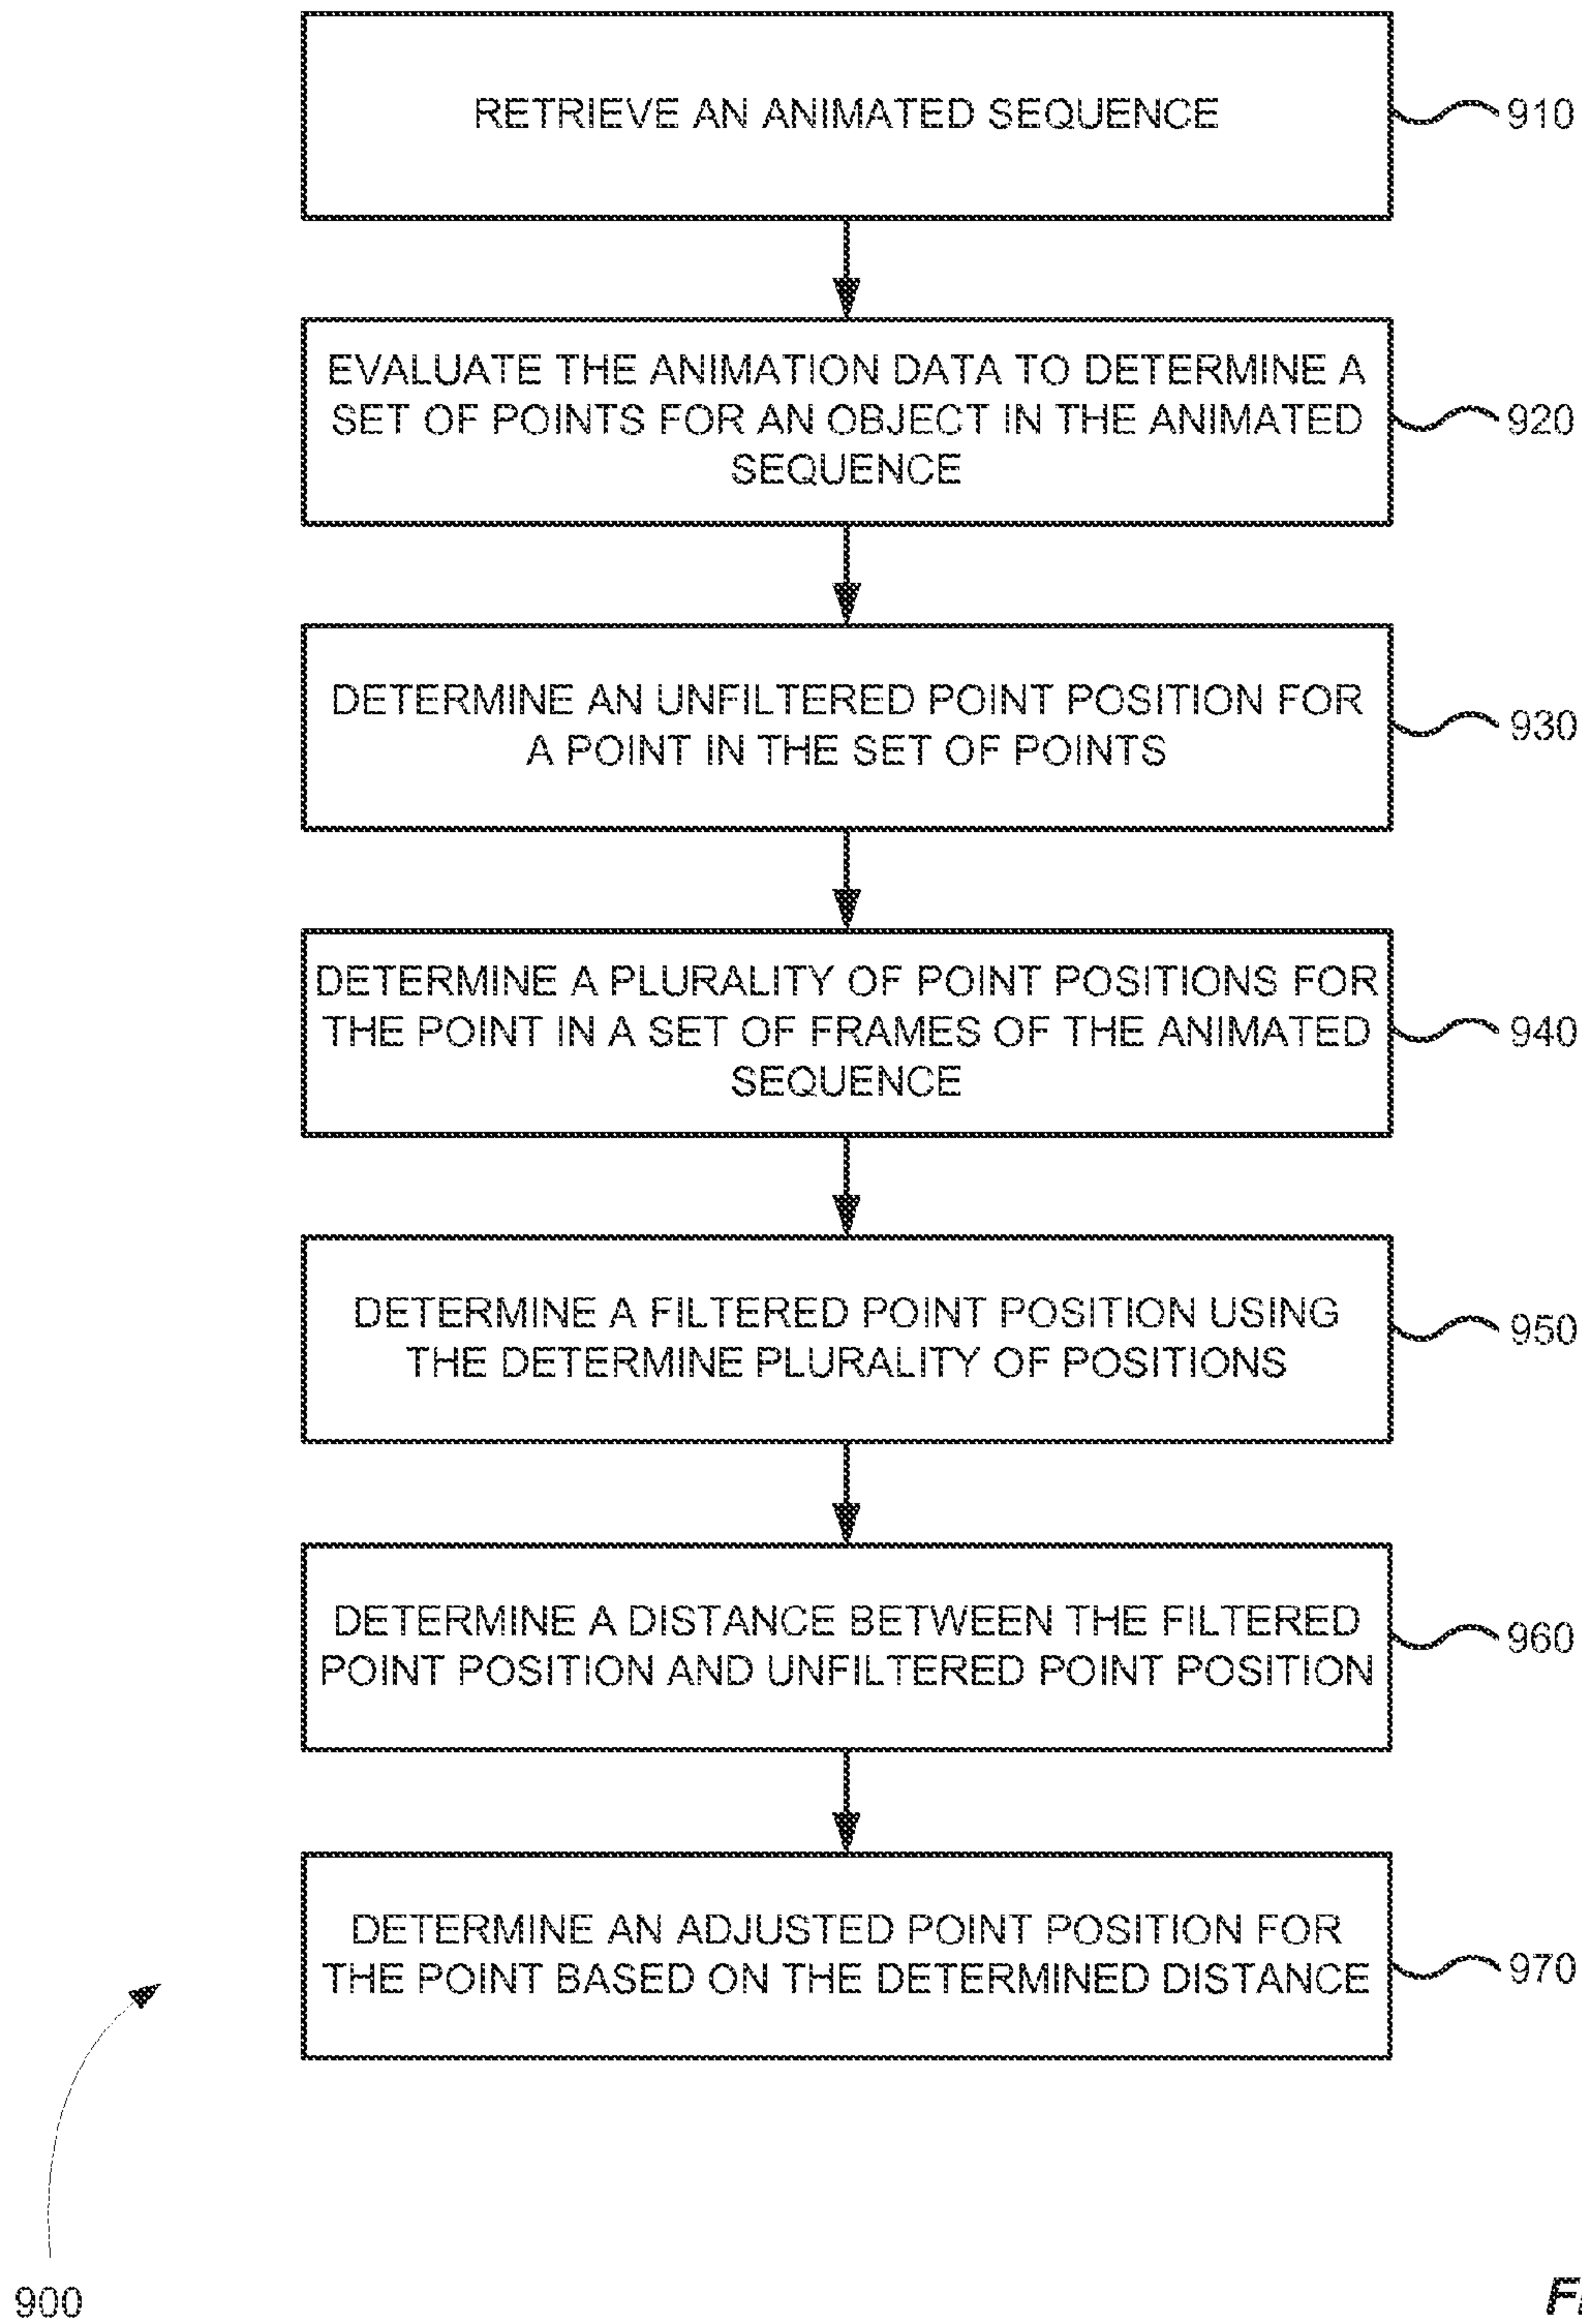 RETRIEVE AN ANIMATED SEQUENCE
910
EVALUATE THE ANIMATION DATA TO DETERMINE A
SET OF POINTS FOR AN OBJECT IN THE ANIMATED
SEQUENCE
920
DETERMINE AN UNFILTERED POINT POSITION FOR
A POINT IN THE SET OF POINTS
930
DETERMINE A PLURALITY OF POINT POSITIONS FOR
THE POINT IN A SET OF FRAMES OF THE ANIMATED
SEQUENCE
940
DETERMINE A FILTERED POINT POSITION USING
THE DETERMINE PLURALITY OF POSITIONS
950
DETERMINE A DISTANCE BETWEEN THE FILTERED
POINT POSITION AND UNFILTERED POINT POSITION
960
DETERMINE AN ADJUSTED POINT POSITION FOR
THE POINT BASED ON THE DETERMINED DISTANCE
970
900